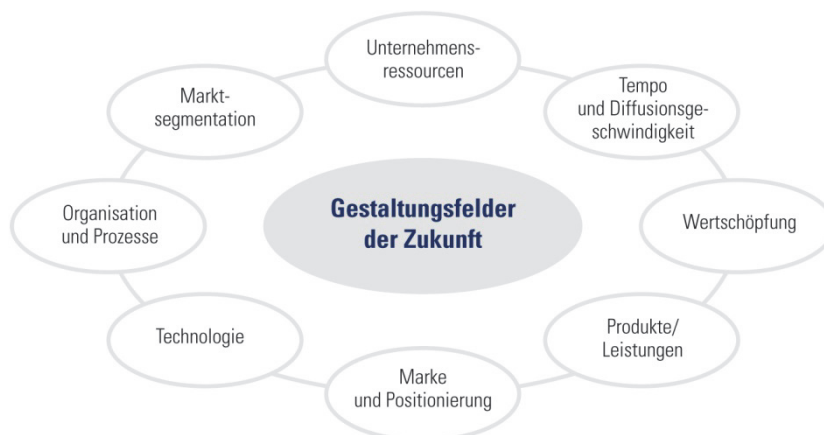 Unternehmens-
ressourcen
Tempo
und Diffusionsge-
schwindigkeit
Markt-
segmentation
Gestaltungsfelder
der Zukunft
Organisation
und Prozesse
Wertschöpfung
Technologie
Produkte/
Leistungen
Marke
und Positionierung